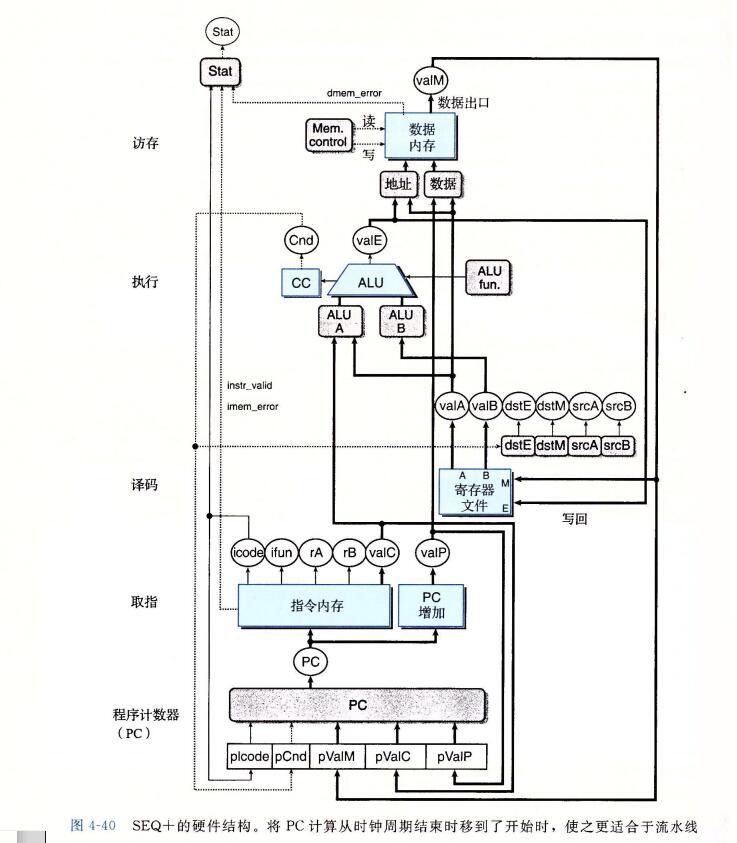 Stat
Stat
dmem_error
valM
数据出口
访存
Mem.
control
读
写
数据
内存
地址
数据
Cnd
valE
执行
CC
ALU
ALU
fun.
ALU
A
ALU
B
instr_valid
imem_error
valA
valB
dstE
dstM
srcA
srcB
dstE
dstM
srcA
srcB
译码
A
B
M
E
寄存器
文件
写回
icode
ifun
rA
rB
valC
valP
取指
指令内存
PC
增加
PC
程序计数器
（PC）
PC
pIcode
pCnd
pValM
pValC
pValP
图 4-40 SEQ+的硬件结构。将 PC 计算从时钟周期结束时移到了开始时，使之更适合于流水线